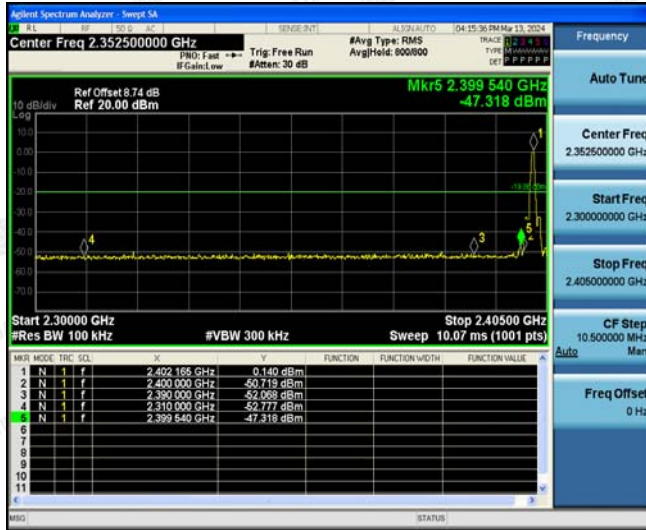 Agilent Spectrum Analyzer - Swept SA
RL RF 50 Ω AC SENSE:INT ALIGN AUTO 04:15:36 PM Mar 13, 2024
Center Freq 2.352500000 GHz
PNO: Fast
IFGain:Low
Trig: Free Run
#Atten: 30 dB
#Avg Type: RMS
Avg|Hold: 800/800
TRACE 1 2 3 4 5 6
TYPE
DET P P P P P P
Frequency
Mkr5 2.399 540 GHz
-47.318 dBm
Ref Offset 8.74 dB
Ref 20.00 dBm
10 dB/div
Log
10.0
0.00
-10.0
-20.0
-30.0
-40.0
-50.0
-60.0
-70.0
1
4
3
5
Start 2.30000 GHz
Stop 2.40500 GHz
#Res BW 100 kHz
#VBW 300 kHz
Sweep 10.07 ms (1001 pts)
MKR MODE TRC SCL X Y FUNCTION FUNCTION WIDTH FUNCTION VALUE
1 N 1 f 2.402 165 GHz 0.140 dBm
2 N 1 f 2.400 000 GHz -50.719 dBm
3 N 1 f 2.390 000 GHz -52.068 dBm
4 N 1 f 2.310 000 GHz -52.777 dBm
5 N 1 f 2.399 540 GHz -47.318 dBm
6
7
8
9
10
11
MSG STATUS
Auto Tune
Center Freq
2.352500000 GHz
Start Freq
2.300000000 GHz
Stop Freq
2.405000000 GHz
CF Step
10.500000 MHz
Auto Man
Freq Offset
0 Hz